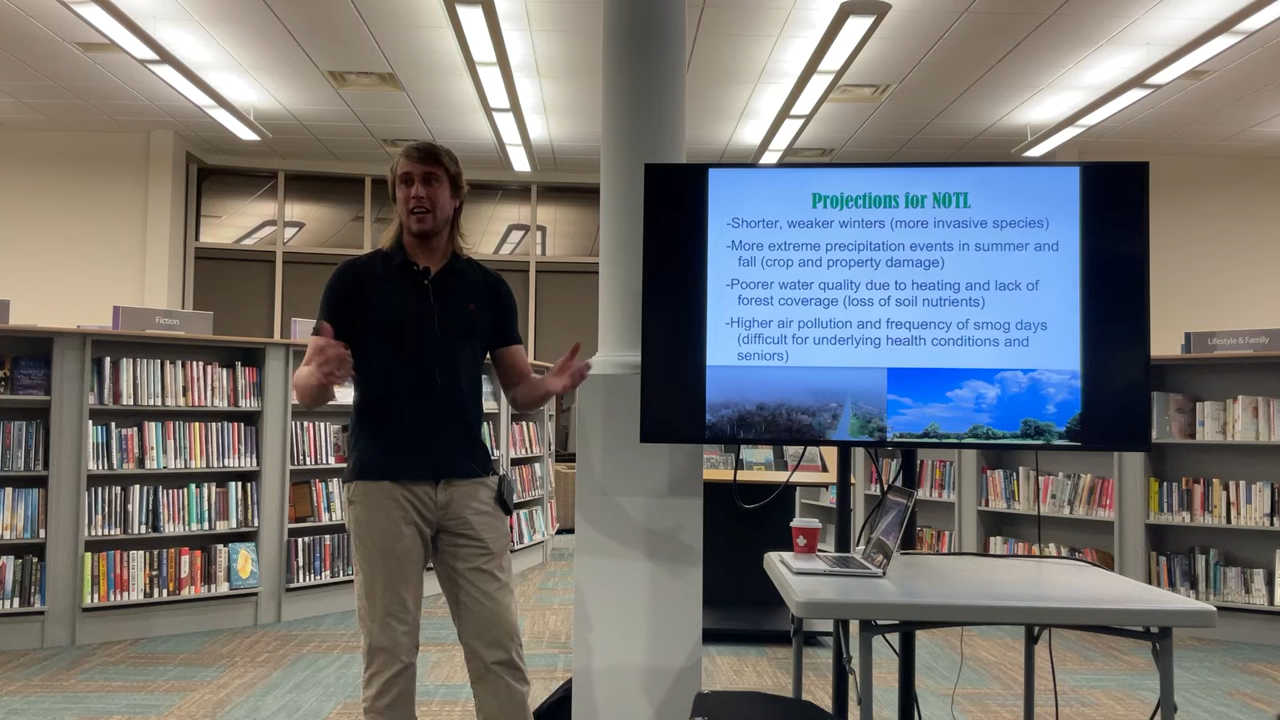 Projections for NOTL
-Shorter, weaker winters (more invasive species)
-More extreme precipitation events in summer and
fall (crop and property damage)
-Poorer water quality due to heating and lack of
forest coverage (loss of soil nutrients)
-Higher air pollution and frequency of smog days
(difficult for underlying health conditions and
seniors)
Fiction
Lifestyle & Family